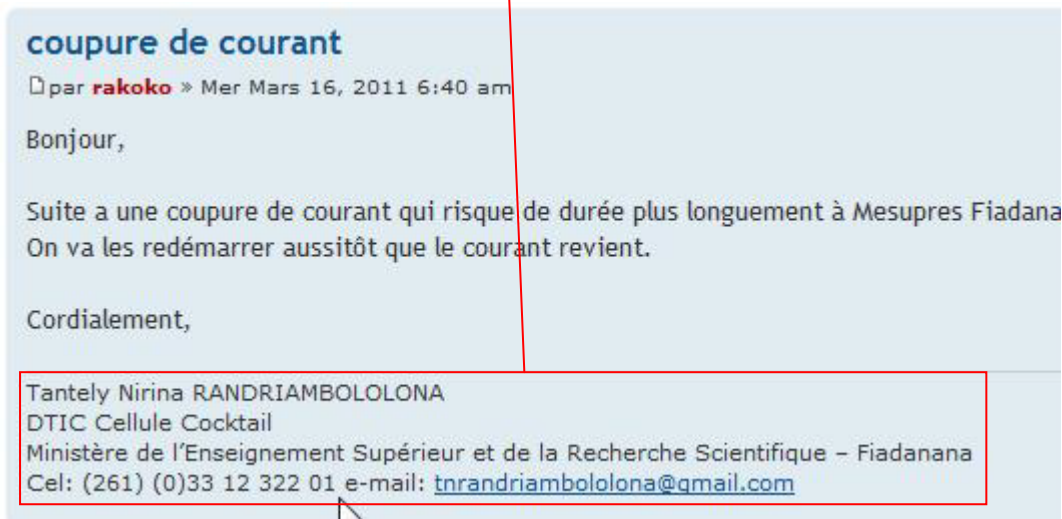 coupure de courant
par rakoko » Mer Mars 16, 2011 6:40 am
Bonjour,
Suite a une coupure de courant qui risque de durée plus longuement à Mesupres Fiadana
On va les redémarrer aussitôt que le courant revient.
Cordialement,
Tantely Nirina RANDRIAMBOLOLONA
DTIC Cellule Cocktail
Ministère de l'Enseignement Supérieur et de la Recherche Scientifique – Fiadanana
Cel: (261) (0)33 12 322 01 e-mail: tnrandriambololona@gmail.com